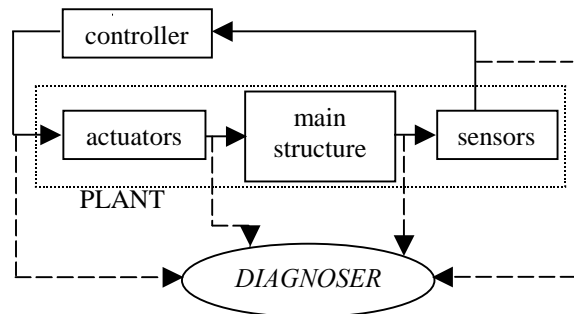 controller
actuators
main
structure
sensors
PLANT
DIAGNOSER